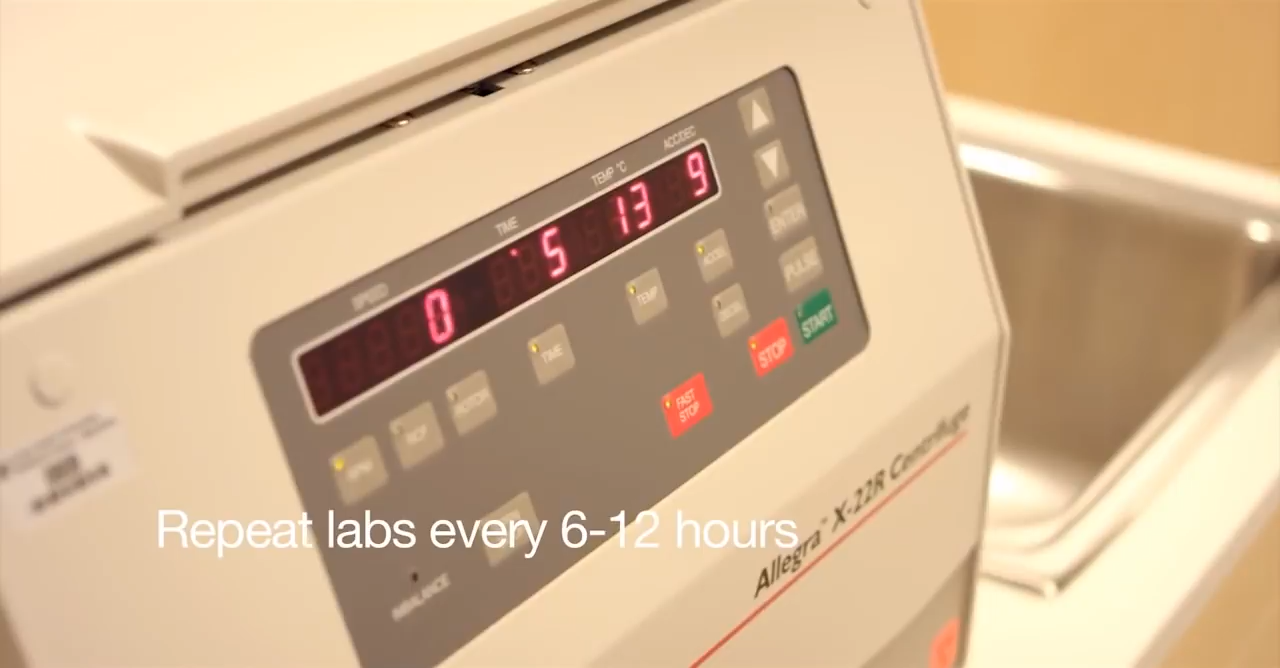 SPEED
TIME
TEMP °C
ACC/DEC
0
5
13
9
ENTER
PULSE
START
STOP
FAST
STOP
TEMP
ACCEL
DECEL
TIME
ROTOR
RCF
RPM
IMBALANCE
Repeat labs every 6-12 hours
Allegra™ X-22R Centrifuge